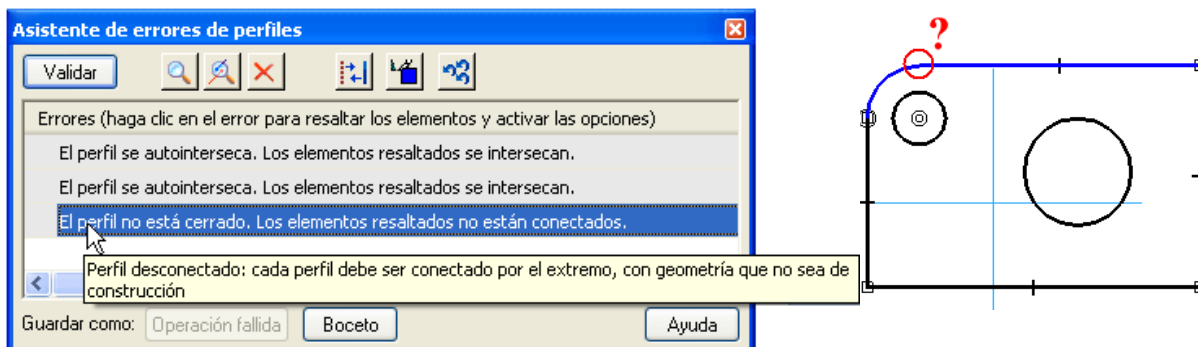 Asistente de errores de perfiles
Validar
Errores (haga clic en el error para resaltar los elementos y activar las opciones)
El perfil se autointerseca. Los elementos resaltados se intersecan.
El perfil se autointerseca. Los elementos resaltados se intersecan.
El perfil no está cerrado. Los elementos resaltados no están conectados.
Perfil desconectado: cada perfil debe ser conectado por el extremo, con geometría que no sea de
construcción
Guardar como: Operación fallida Boceto Ayuda
?